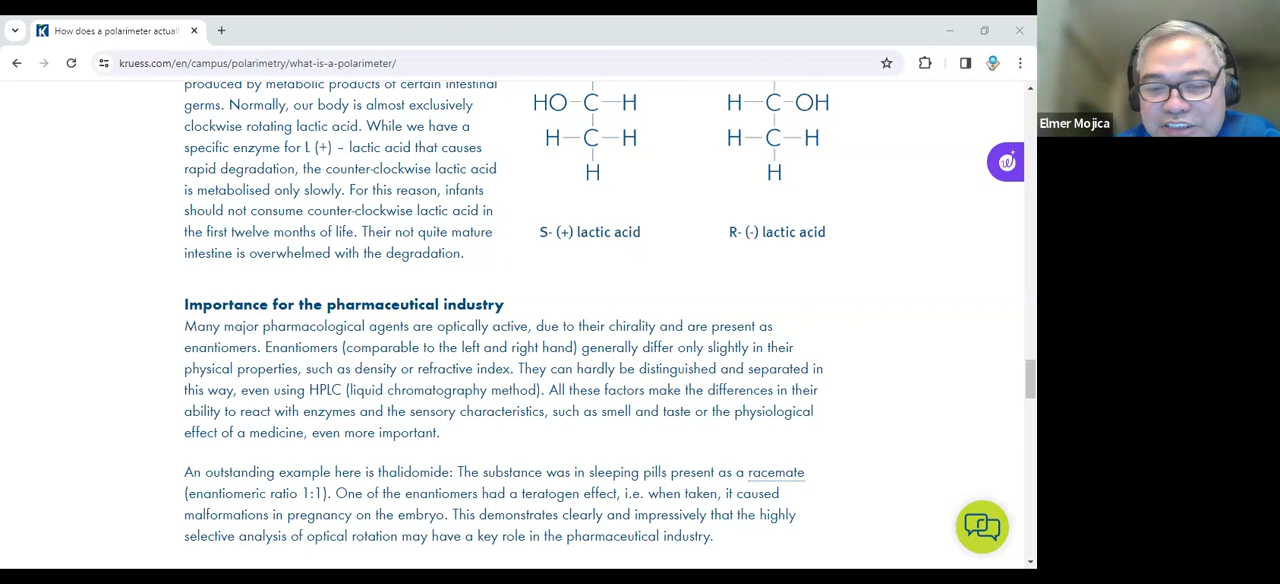 How does a polarimeter actuall
kruess.com/en/campus/polarimetry/what-is-a-polarimeter/
Elmer Mojica
produced by metabolic products of certain intestinal
germs. Normally, our body is almost exclusively
clockwise rotating lactic acid. While we have a
specific enzyme for L (+) – lactic acid that causes
rapid degradation, the counter-clockwise lactic acid
is metabolised only slowly. For this reason, infants
should not consume counter-clockwise lactic acid in
the first twelve months of life. Their not quite mature
intestine is overwhelmed with the degradation.
HO C H
H C H
H
S- (+) lactic acid
H C OH
H C H
H
R- (-) lactic acid
Importance for the pharmaceutical industry
Many major pharmacological agents are optically active, due to their chirality and are present as
enantiomers. Enantiomers (comparable to the left and right hand) generally differ only slightly in their
physical properties, such as density or refractive index. They can hardly be distinguished and separated in
this way, even using HPLC (liquid chromatography method). All these factors make the differences in their
ability to react with enzymes and the sensory characteristics, such as smell and taste or the physiological
effect of a medicine, even more important.
An outstanding example here is thalidomide: The substance was in sleeping pills present as a racemate
(enantiomeric ratio 1:1). One of the enantiomers had a teratogen effect, i.e. when taken, it caused
malformations in pregnancy on the embryo. This demonstrates clearly and impressively that the highly
selective analysis of optical rotation may have a key role in the pharmaceutical industry.